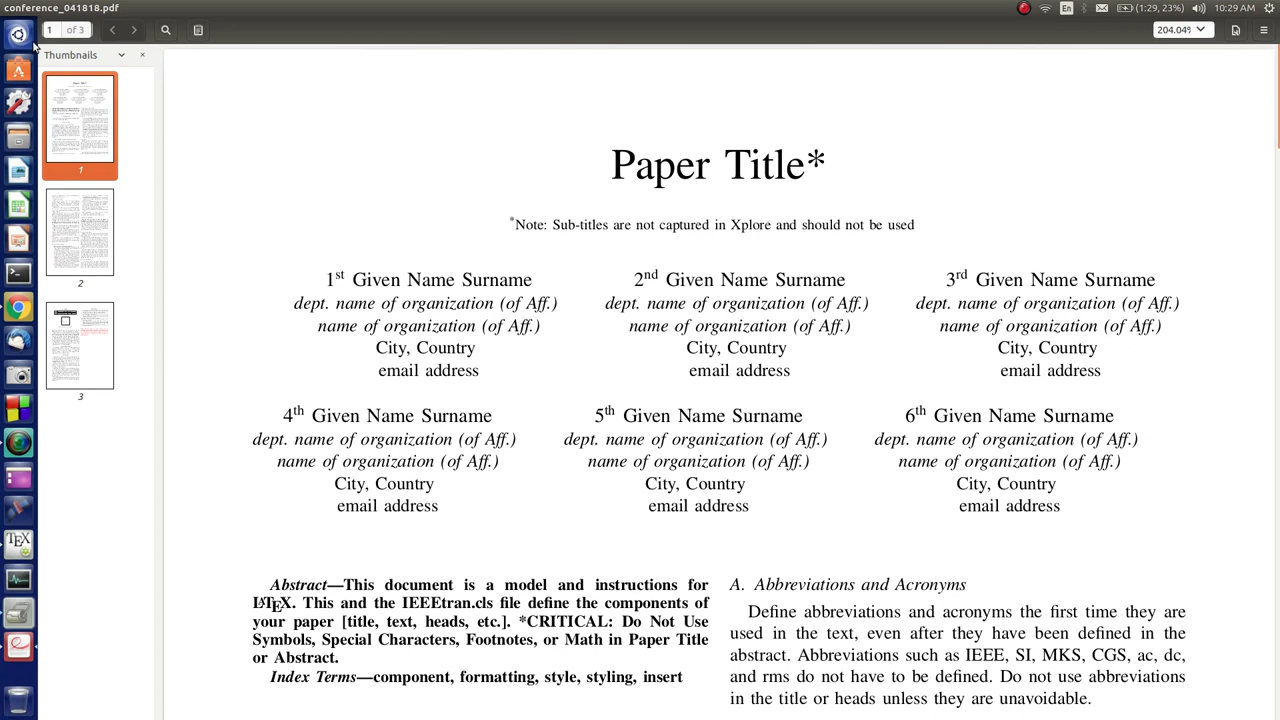 conference_041818.pdf
En
(1:29, 23%)
10:29 AM
1 of 3
204.04%
Thumbnails
1
2
3
Paper Title*
*Note: Sub-titles are not captured in Xplore and should not be used
1st Given Name Surname
dept. name of organization (of Aff.)
name of organization (of Aff.)
City, Country
email address
2nd Given Name Surname
dept. name of organization (of Aff.)
name of organization (of Aff.)
City, Country
email address
3rd Given Name Surname
dept. name of organization (of Aff.)
name of organization (of Aff.)
City, Country
email address
4th Given Name Surname
dept. name of organization (of Aff.)
name of organization (of Aff.)
City, Country
email address
5th Given Name Surname
dept. name of organization (of Aff.)
name of organization (of Aff.)
City, Country
email address
6th Given Name Surname
dept. name of organization (of Aff.)
name of organization (of Aff.)
City, Country
email address
Abstract—This document is a model and instructions for
LATEX. This and the IEEEtran.cls file define the components of
your paper [title, text, heads, etc.]. *CRITICAL: Do Not Use
Symbols, Special Characters, Footnotes, or Math in Paper Title
or Abstract.
Index Terms—component, formatting, style, styling, insert
A. Abbreviations and Acronyms
Define abbreviations and acronyms the first time they are
used in the text, even after they have been defined in the
abstract. Abbreviations such as IEEE, SI, MKS, CGS, ac, dc,
and rms do not have to be defined. Do not use abbreviations
in the title or heads unless they are unavoidable.
TEX